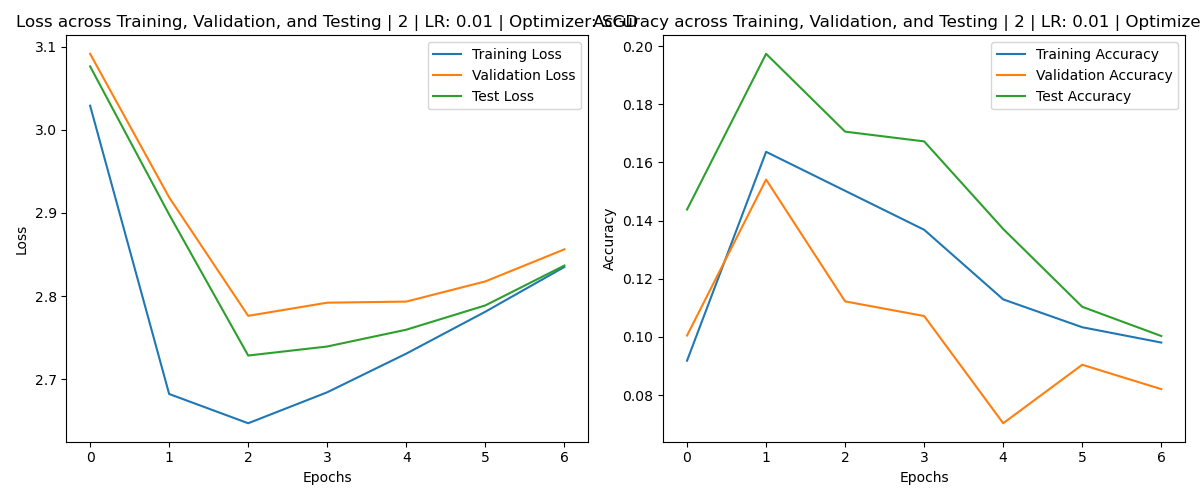 Loss across Training, Validation, and Testing | 2 | LR: 0.01 | Optimizer: SGD
Training Loss
Validation Loss
Test Loss
3.1
3.0
2.9
2.8
2.7
Loss
0 1 2 3 4 5 6
Epochs
Accuracy across Training, Validation, and Testing | 2 | LR: 0.01 | Optimize
Training Accuracy
Validation Accuracy
Test Accuracy
0.20
0.18
0.16
0.14
0.12
0.10
0.08
Accuracy
0 1 2 3 4 5 6
Epochs